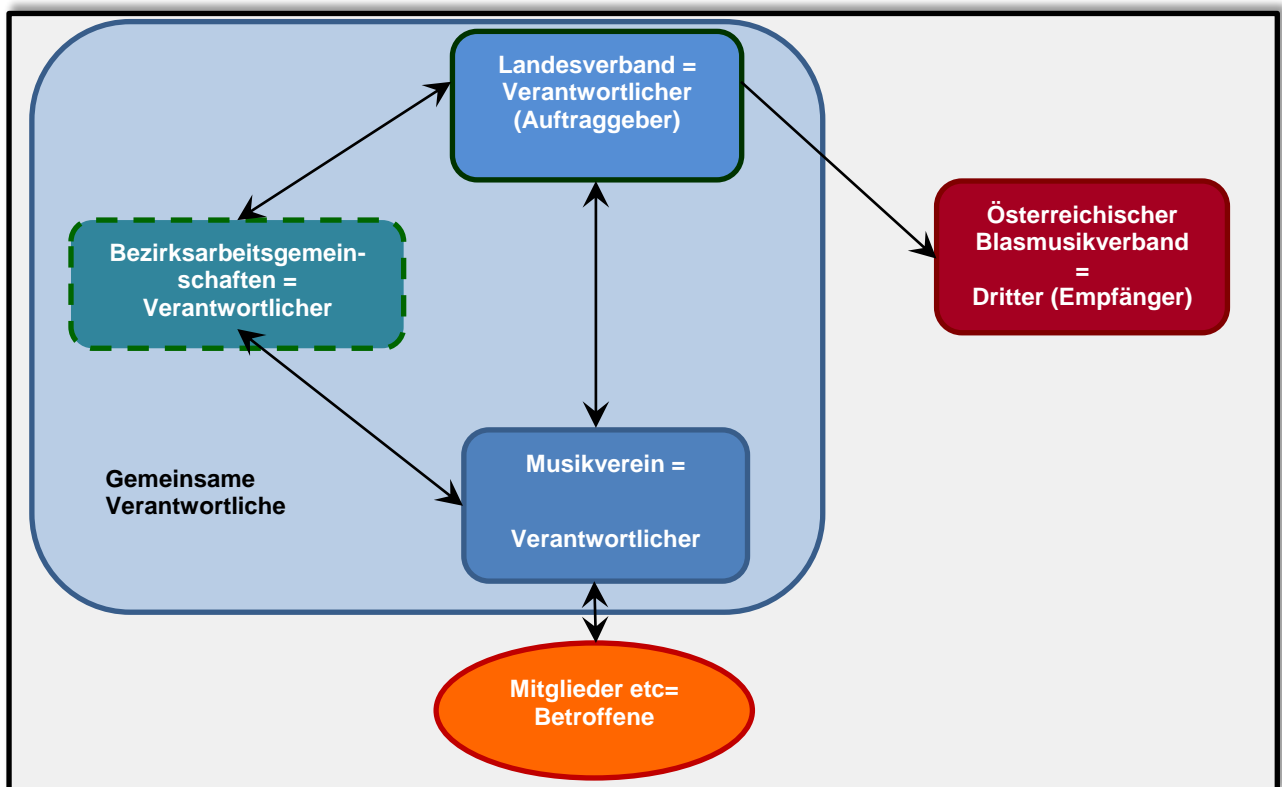 Landesverband =
Verantwortlicher
(Auftraggeber)
Österreichischer
Blasmusikverband
=
Dritter (Empfänger)
Bezirksarbeitsgemein-
schaften =
Verantwortlicher
Musikverein =
Verantwortlicher
Gemeinsame
Verantwortliche
Mitglieder etc=
Betroffene